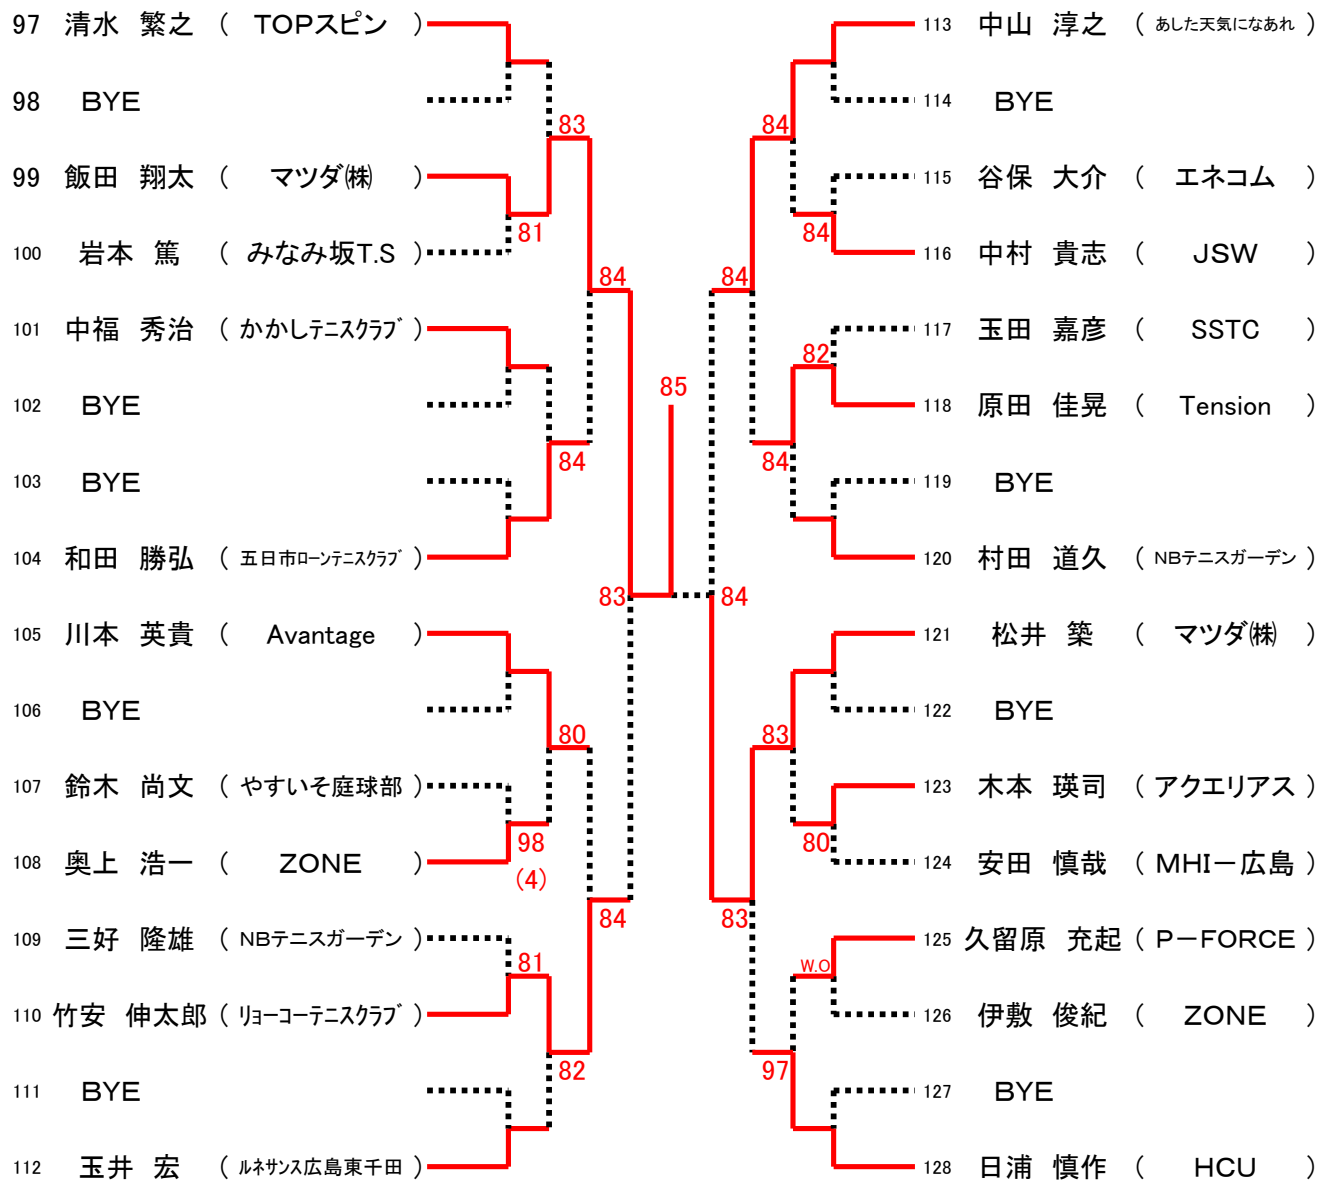 97 清水 繁之 ( TOPスピン )
98 BYE
83
99 飯田 翔太 ( マツダ㈱ )
81
100 岩本 篤 ( みなみ坂T.S )
84
101 中福 秀治 ( かかしテニスクラブ )
102 BYE
84
103 BYE
104 和田 勝弘 ( 五日市ローンテニスクラブ )
83
85
105 川本 英貴 ( Avantage )
106 BYE
80
107 鈴木 尚文 ( やすいそ庭球部 )
98
(4)
108 奥上 浩一 ( ZONE )
84
109 三好 隆雄 ( NBテニスガーデン )
81
110 竹安 伸太郎 ( リョーコーテニスクラブ )
82
111 BYE
112 玉井 宏 ( ルネサンス広島東千田 )
113 中山 淳之 ( あした天気になあれ )
114 BYE
84
115 谷保 大介 ( エネコム )
84
116 中村 貴志 ( JSW )
84
117 玉田 嘉彦 ( SSTC )
82
118 原田 佳晃 ( Tension )
84
119 BYE
120 村田 道久 ( NBテニスガーデン )
84
121 松井 築 ( マツダ㈱ )
122 BYE
83
123 木本 瑛司 ( アクエリアス )
80
124 安田 慎哉 ( MHI－広島 )
83
125 久留原 充起 ( P－FORCE )
W.O
126 伊敷 俊紀 ( ZONE )
97
127 BYE
128 日浦 慎作 ( HCU )